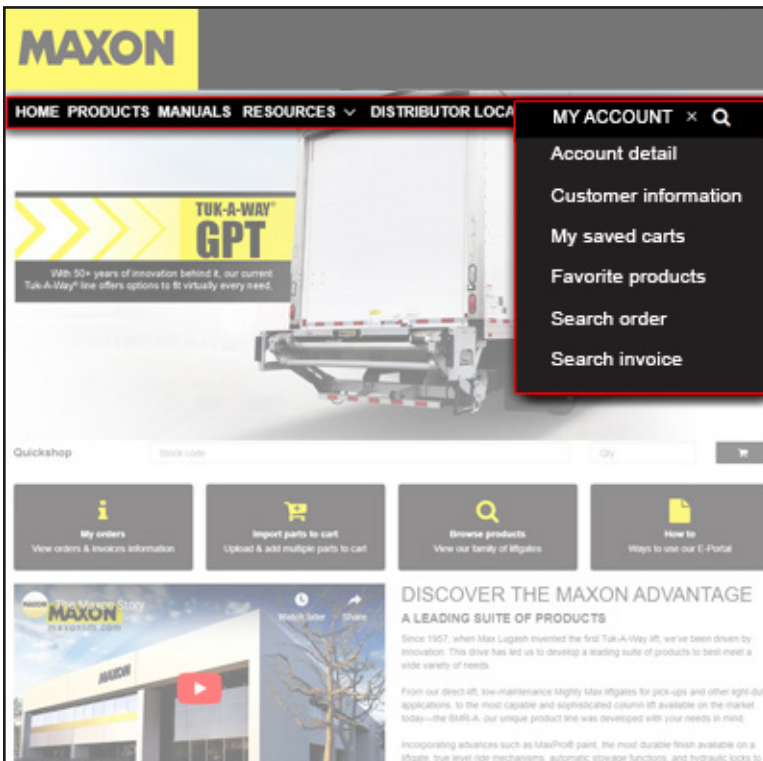 MAXON
HOME PRODUCTS MANUALS RESOURCES DISTRIBUTOR LOCA
MY ACCOUNT ×
Account detail
Customer information
My saved carts
Favorite products
Search order
Search invoice
TUK-A-WAY®
GPT
With 50+ years of innovation behind it, our current
Tuk-A-Way® line offers options to fit virtually every need.
Quickshop
Stock code
Qty
My orders
View orders & invoices information
Import parts to cart
Upload & add multiple parts to cart
Browse products
View our family of liftgates
How to
Ways to use our E-Portal
MAXON
The Maxon Story
Watch later
Share
MAXON
maxonlift.com
MAXON
DISCOVER THE MAXON ADVANTAGE
A LEADING SUITE OF PRODUCTS
Since 1957, when Max Lugash invented the first Tuk-A-Way lift, we've been driven by
innovation. This drive has led us to develop a leading suite of products to best meet a
wide variety of needs.
From our direct-lift, low-maintenance Mighty Max liftgates for pick-ups and other light-dut
applications, to the most capable and sophisticated column lift available on the market
today—the BMR-A, our unique product line was developed with your needs in mind.
Incorporating advances such as MaxPro® paint, the most durable finish available on a
liftgate, true level ride mechanisms, automatic stowage functions, and hydraulic locks to